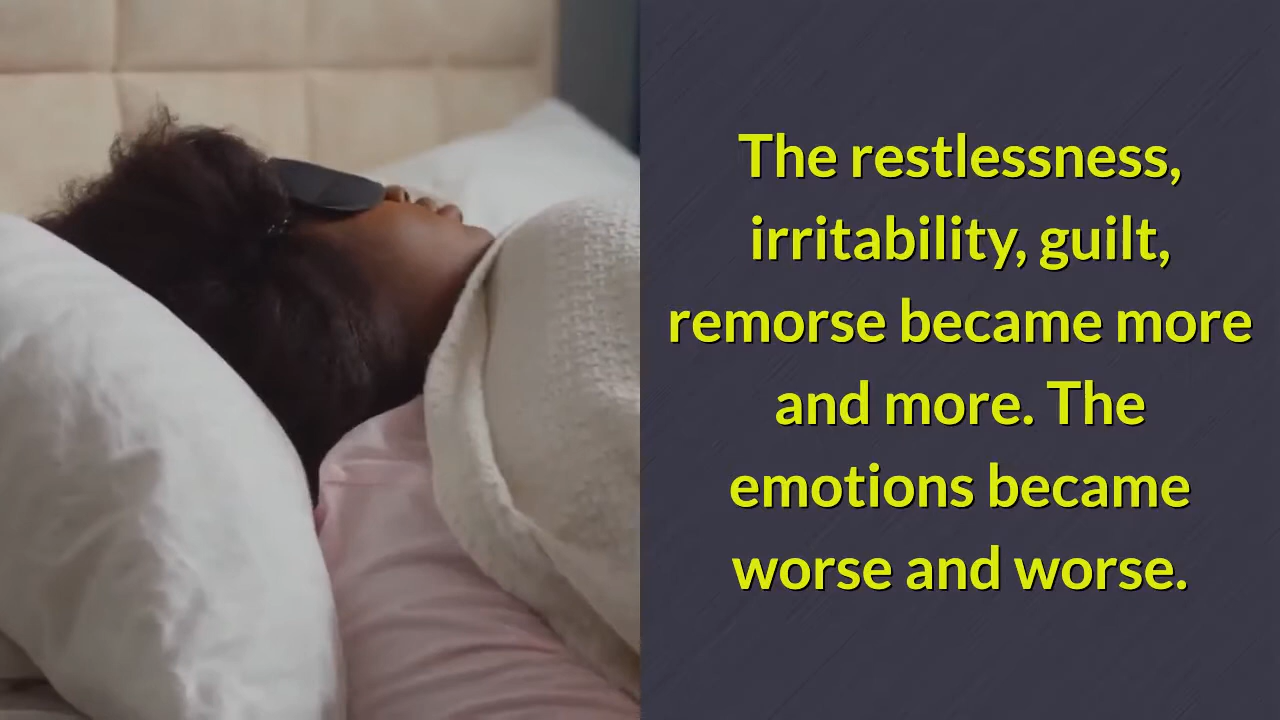 The restlessness,
irritability, guilt,
remorse became more
and more. The
emotions became
worse and worse.